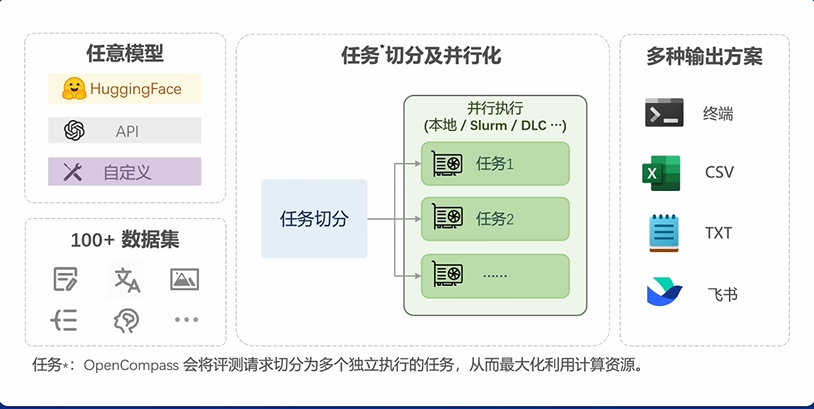 任意模型
HuggingFace
API
自定义
100+ 数据集
任务*切分及并行化
任务切分
并行执行
(本地 / Slurm / DLC ···)
任务1
任务2
······
多种输出方案
终端
CSV
TXT
飞书
任务*：OpenCompass 会将评测请求切分为多个独立执行的任务，从而最大化利用计算资源。